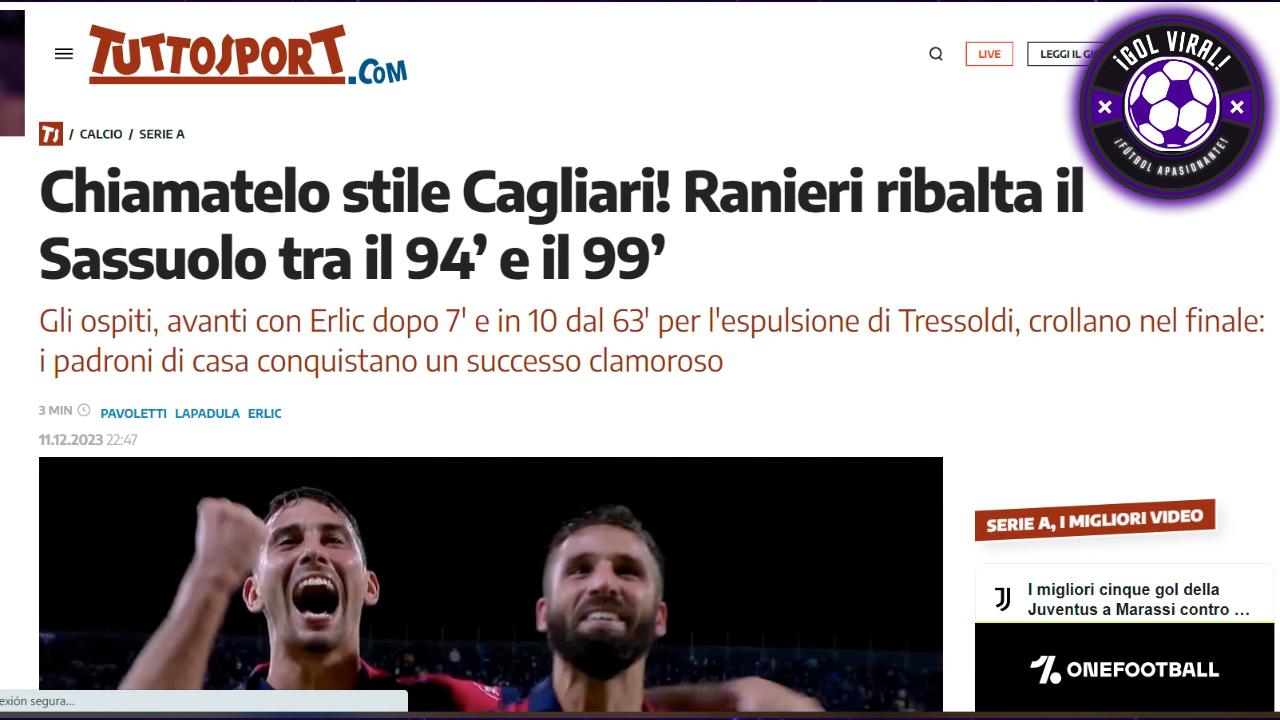 TUTTOSPORT.COM
LIVE
LEGGI IL
¡GOL VIRAL!
¡FÚTBOL APASIONANTE!
TJ / CALCIO / SERIE A
Chiamatelo stile Cagliari! Ranieri ribalta il
Sassuolo tra il 94’ e il 99’
Gli ospiti, avanti con Erlic dopo 7' e in 10 dal 63' per l'espulsione di Tressoldi, crollano nel finale:
i padroni di casa conquistano un successo clamoroso
3 MIN PAVOLETTI LAPADULA ERLIC
11.12.2023 22:47
SERIE A, I MIGLIORI VIDEO
I migliori cinque gol della
Juventus a Marassi contro ...
ONEFOOTBALL
exión segura...